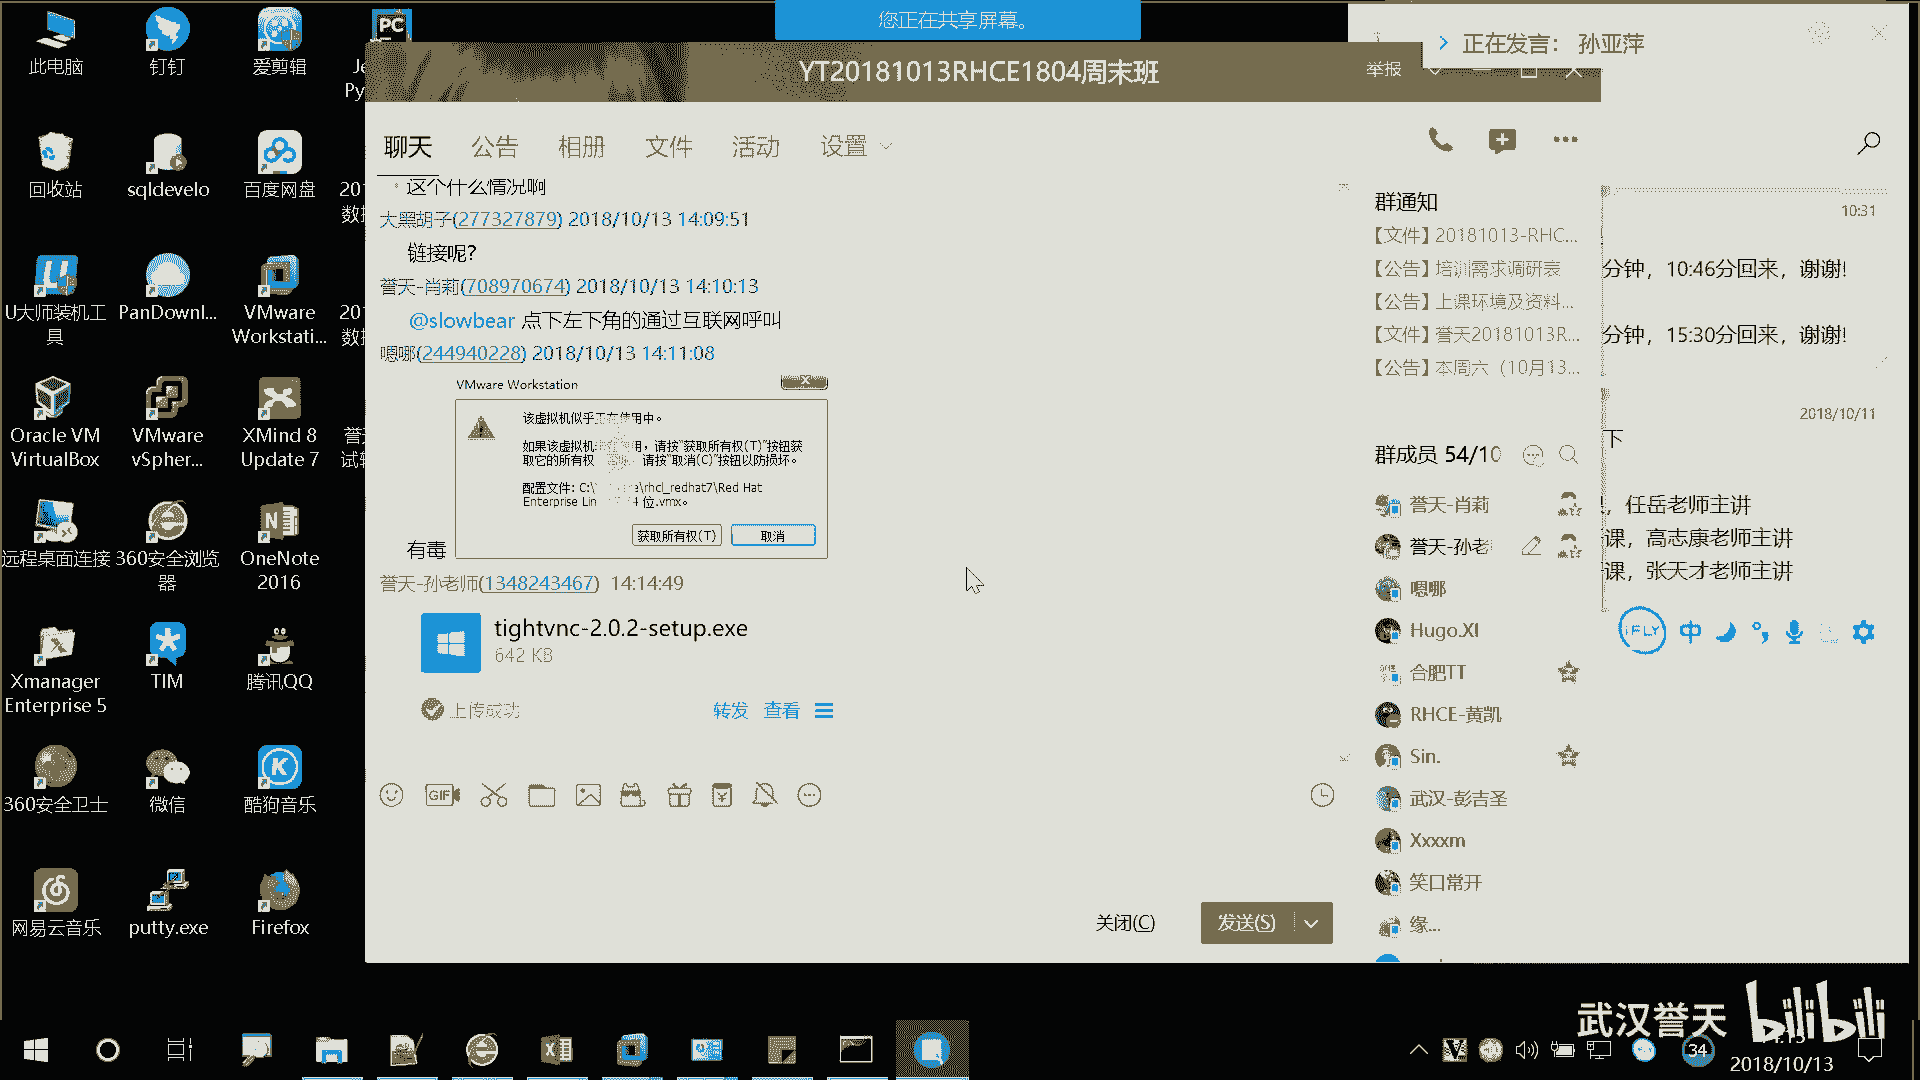 您正在共享屏幕。
正在发言： 孙亚萍
YT20181013RHCE1804周末班
举报
聊天 公告 相册 文件 活动 设置
这个什么情况啊
大黑胡子(277327879) 2018/10/13 14:09:51
链接呢?
誉天-肖莉(708970674) 2018/10/13 14:10:13
@slowbear 点下左下角的通过互联网呼叫
嗯哪(244940228) 2018/10/13 14:11:08
VMware Workstation
该虚拟机似乎正在使用中。
如果该虚拟机 用，请按"获取所有权(T)"按钮获
取它的所有权 请按"取消(C)"按钮以防损坏。
配置文件: C:\ \rhcl_redhat7\Red Hat
Enterprise Lin 4 位.vmx。
获取所有权(T) 取消
有毒
誉天-孙老师(1348243467) 14:14:49
tightvnc-2.0.2-setup.exe
642 KB
上传成功
转发 查看
关闭(C) 发送(S)
群通知
【文件】20181013-RHC...
【公告】培训需求调研表
【公告】上课环境及资料...
【文件】誉天20181013R...
【公告】本周六（10月13...
群成员 54/10
誉天-肖莉
誉天-孙老
嗯哪
Hugo.XI
合肥TT
RHCE-黄凯
Sin.
武汉-彭吉圣
Xxxxm
笑口常开
缘...
10:31
分钟，10:46分回来，谢谢!
分钟，15:30分回来，谢谢!
2018/10/11
下
，任岳老师主讲
课，高志康老师主讲
课，张天才老师主讲
iFLY 中
此电脑
钉钉
爱剪辑
PC
Je
Py
回收站
sqldevelo
百度网盘
201
数据
U大师装机工
具
PanDownl...
VMware
Workstati...
201
数据
Oracle VM
VirtualBox
VMware
vSpher...
XMind 8
Update 7
誉天
试软
远程桌面连接
360安全浏览
器
OneNote
2016
Xmanager
Enterprise 5
TIM
腾讯QQ
360安全卫士
微信
酷狗音乐
网易云音乐
putty.exe
Firefox
武汉誉天 bilibili
34
2018/10/13